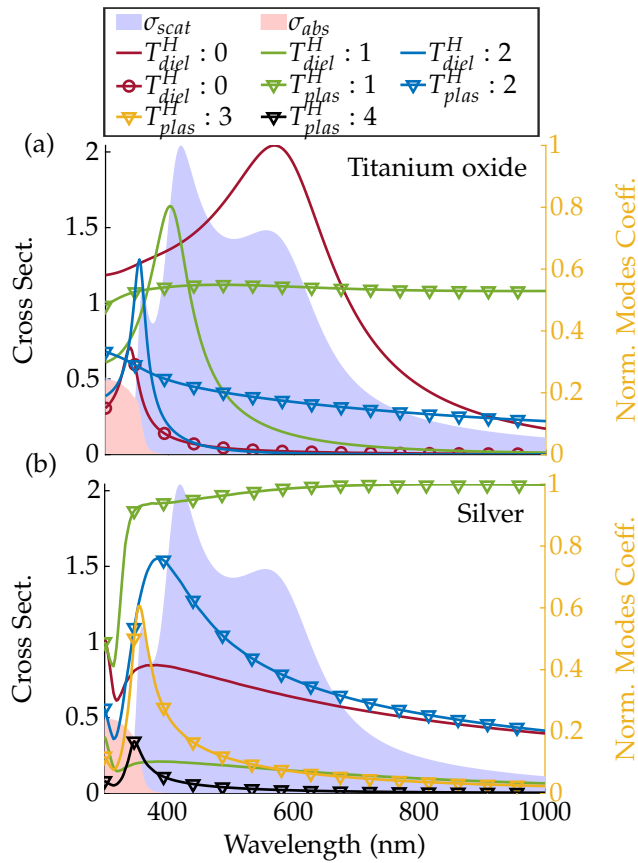 σscat σabs
T^H_diel : 0 T^H_diel : 1 T^H_diel : 2
T^H_diel : 0 T^H_plas : 1 T^H_plas : 2
T^H_plas : 3 T^H_plas : 4
(a)
Titanium oxide
2
1.5
1
0.5
0
Cross Sect.
1
0.8
0.6
0.4
0.2
0
Norm. Modes Coeff.
(b)
Silver
2
1.5
1
0.5
0
Cross Sect.
1
0.8
0.6
0.4
0.2
0
Norm. Modes Coeff.
400 600 800 1000
Wavelength (nm)